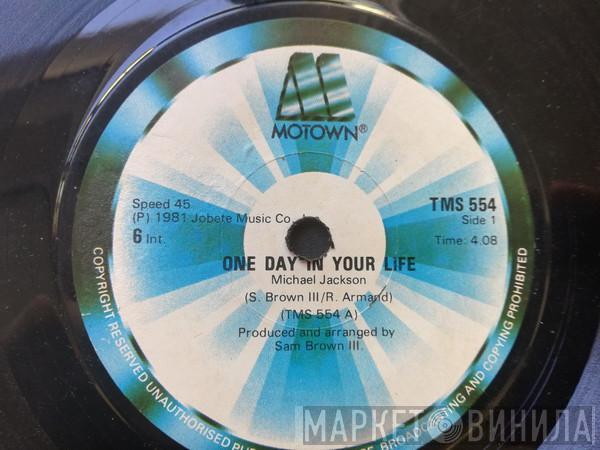 MOTOWN®
Speed 45
(P) 1981 Jobete Music Co.
6 Int.
TMS 554
Side 1
Time: 4.08
ONE DAY IN YOUR LIFE
Michael Jackson
(S. Brown III/R. Armand)
(TMS 554 A)
Produced and arranged by
Sam Brown III.
COPYRIGHT RESERVED UNAUTHORISED BROADCASTING AND COPYING PROHIBITED
МАРКЕТ ВИНИЛА